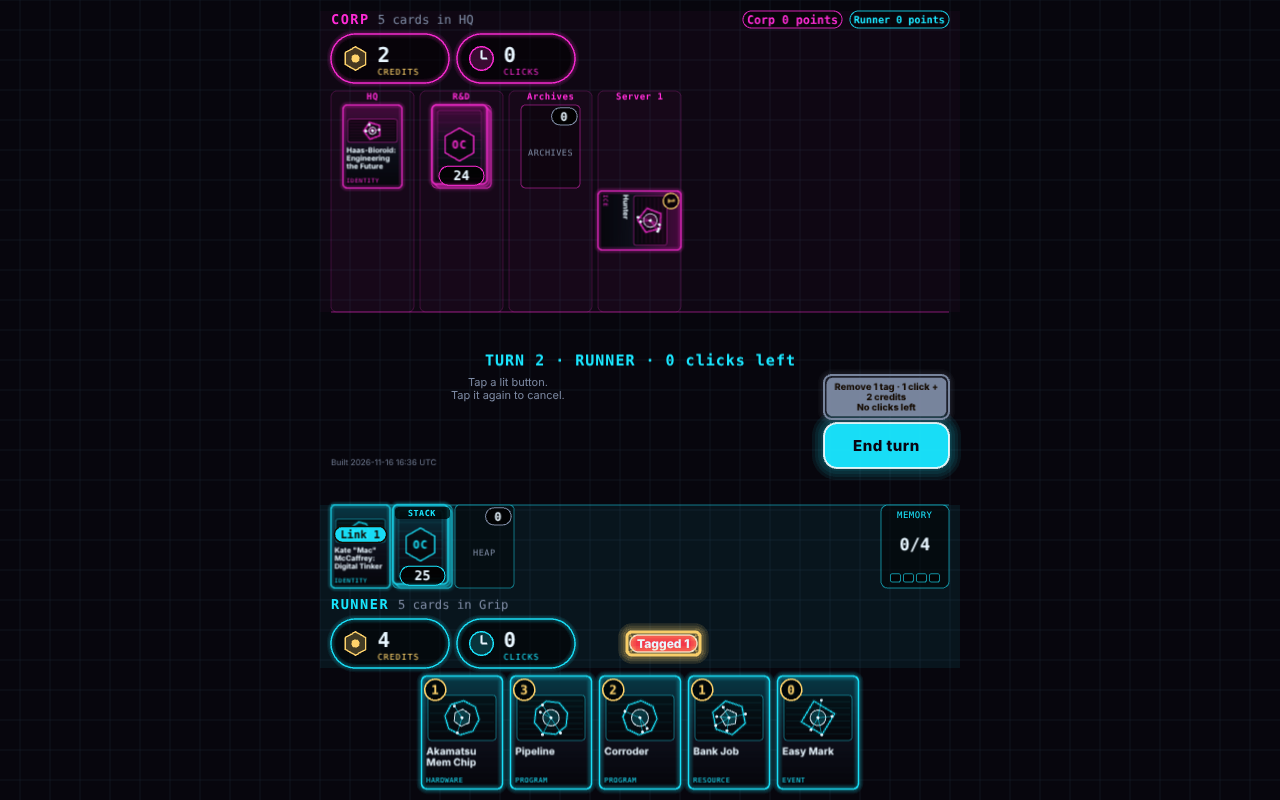 CORP 5 cards in HQ
Corp 0 points
Runner 0 points
2
CREDITS
0
CLICKS
HQ
R&D
Archives
Server 1
Haas-Bioroid:
Engineering
the Future
IDENTITY
OC
24
0
ARCHIVES
1
Hunter
ICE
TURN 2 · RUNNER · 0 clicks left
Tap a lit button.
Tap it again to cancel.
Remove 1 tag · 1 click +
2 credits
No clicks left
End turn
Built 2026-11-16 16:36 UTC
Link 1
Kate "Mac"
McCaffrey:
Digital Tinker
IDENTITY
STACK
OC
25
0
HEAP
MEMORY
0/4
RUNNER 5 cards in Grip
4
CREDITS
0
CLICKS
Tagged 1
1
Akamatsu
Mem Chip
HARDWARE
3
Pipeline
PROGRAM
2
Corroder
PROGRAM
1
Bank Job
RESOURCE
0
Easy Mark
EVENT